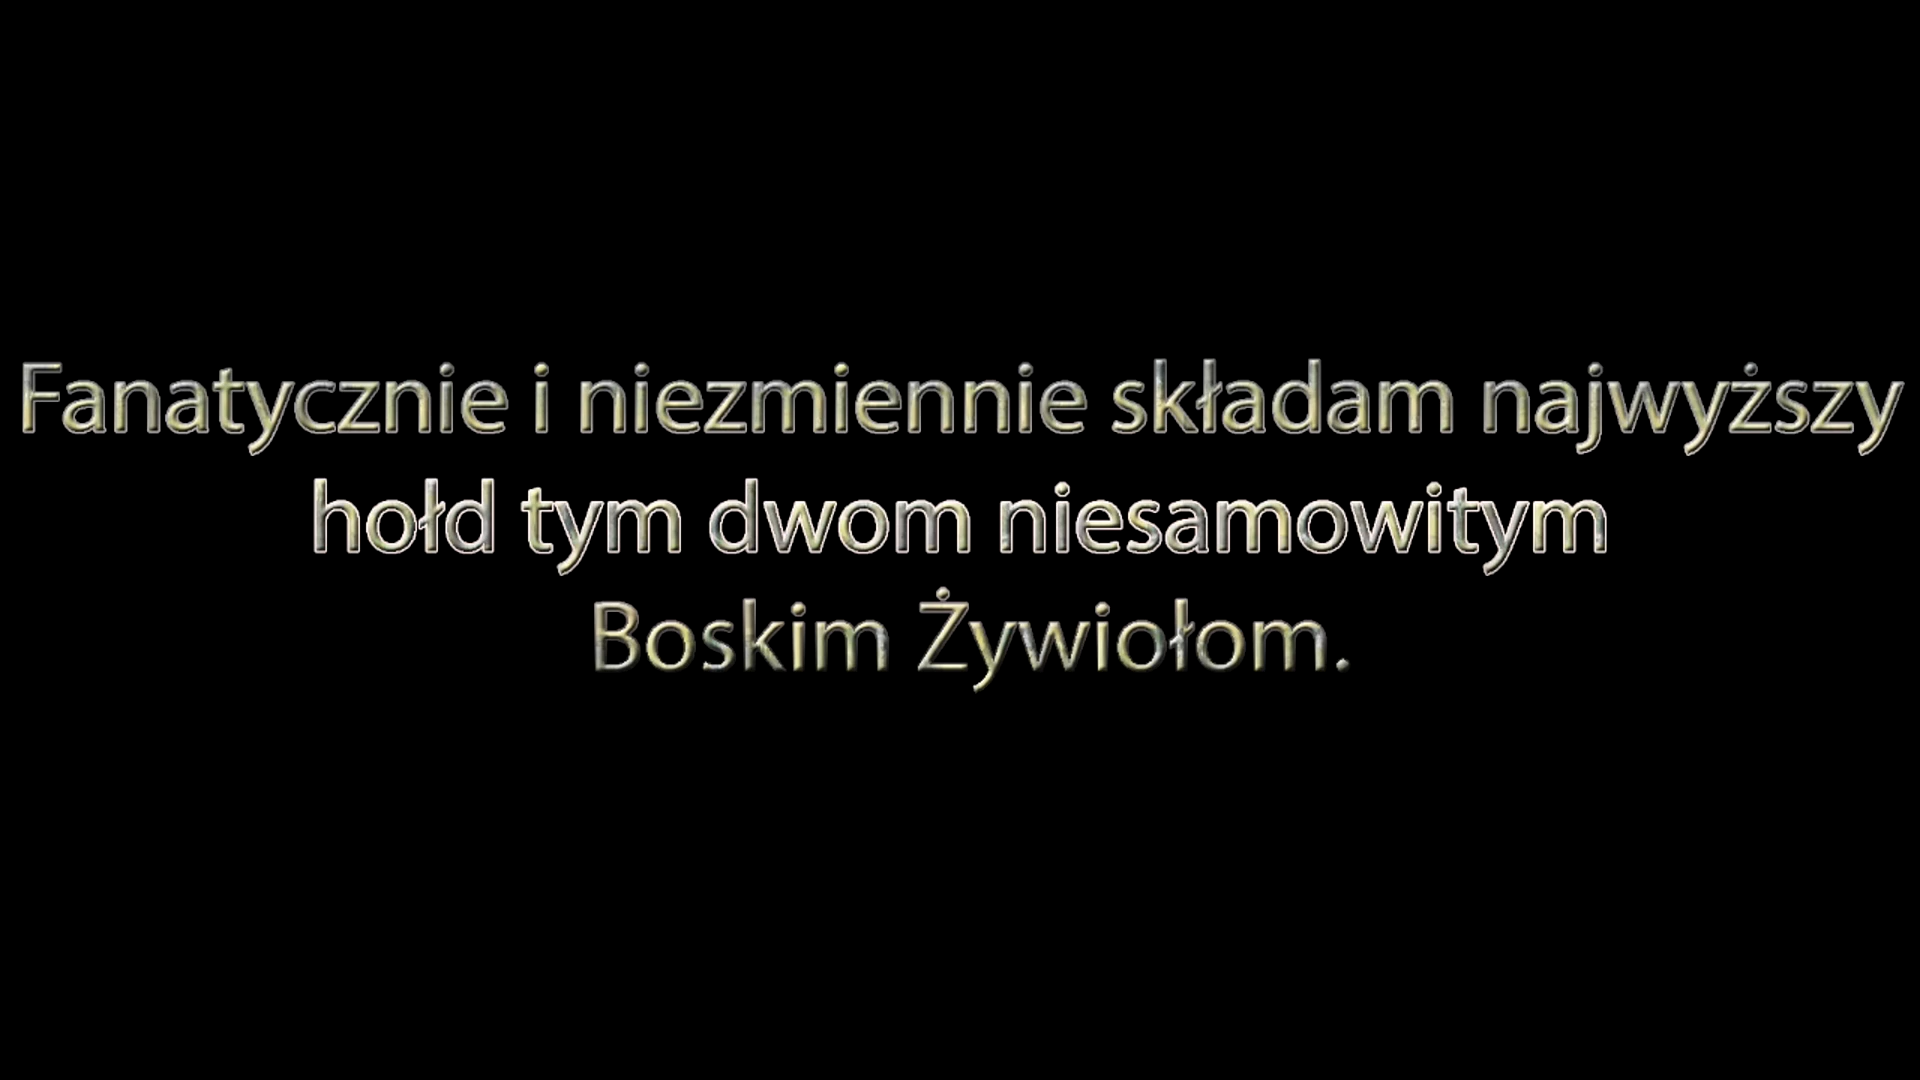 Fanatycznie i niezmiennie składam najwyższy
hołd tym dwom niesamowitym
Boskim Żywiołom.